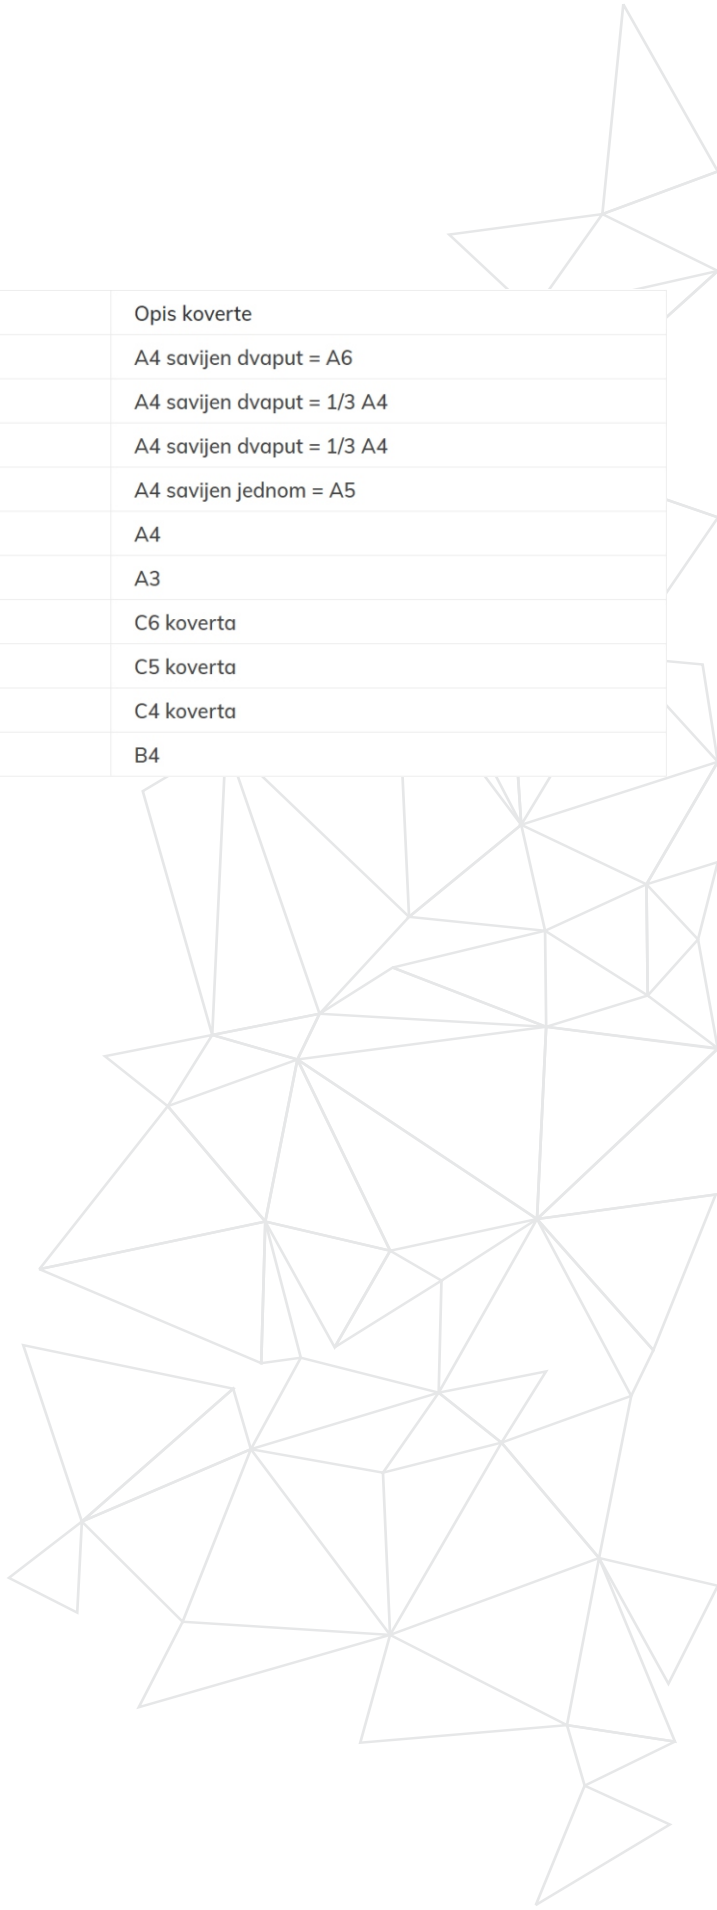 Opis koverte
A4 savijen dvaput = A6
A4 savijen dvaput = 1/3 A4
A4 savijen dvaput = 1/3 A4
A4 savijen jednom = A5
A4
A3
C6 koverta
C5 koverta
C4 koverta
B4